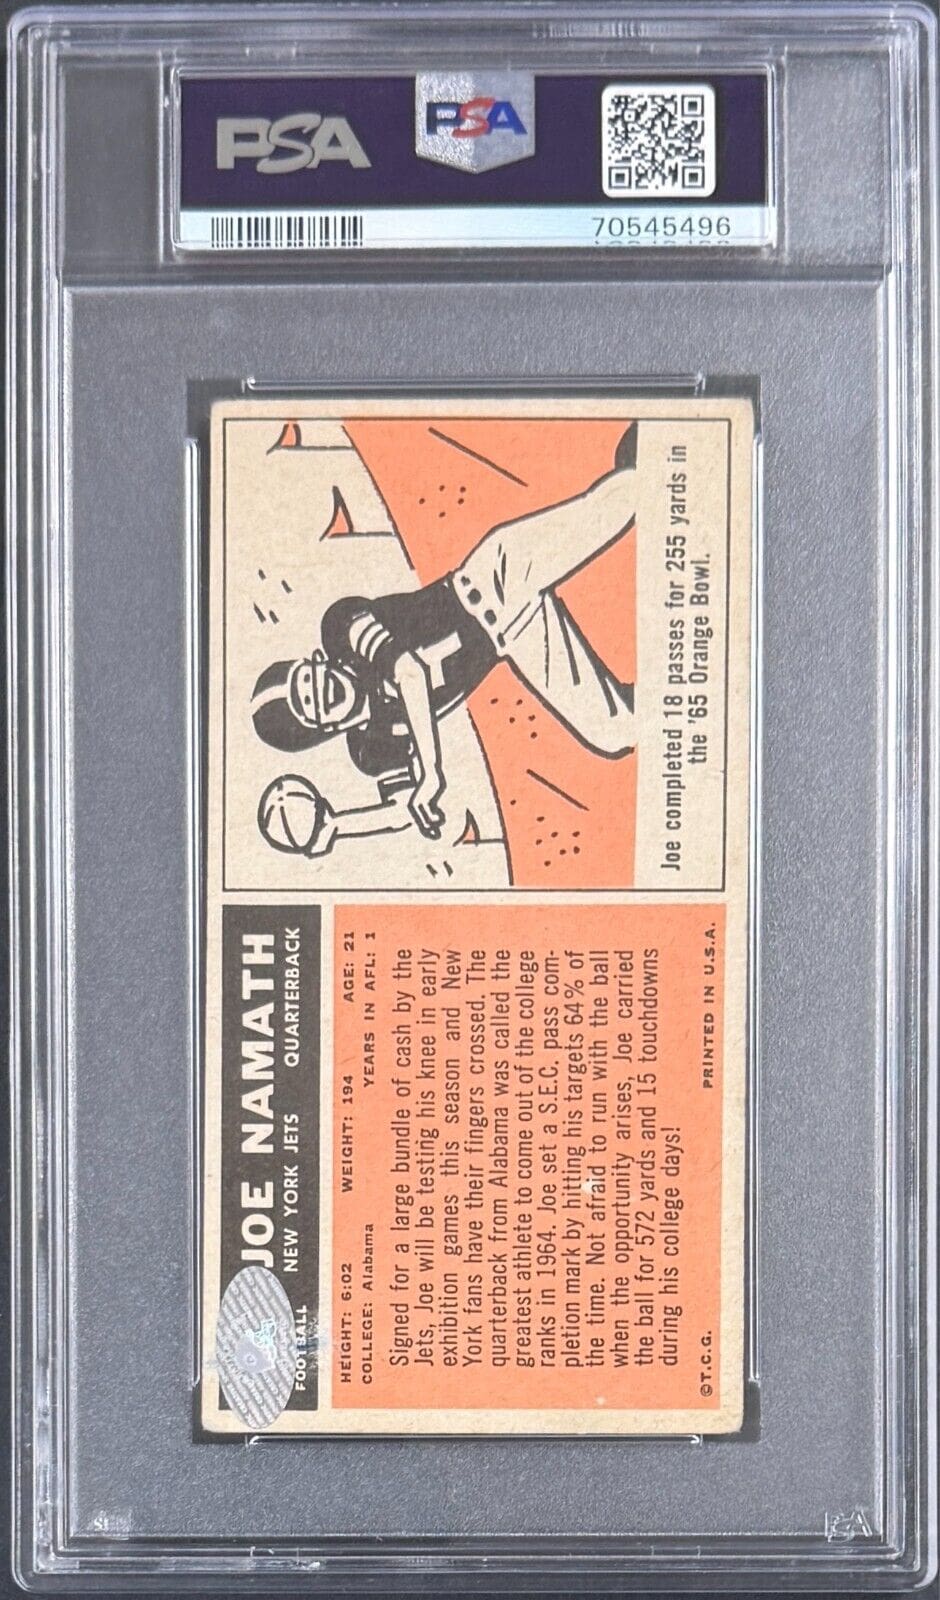 PSA
PSA
70545496
JOE NAMATH
NEW YORK JETS QUARTERBACK
FOOTBALL
HEIGHT: 6:02 WEIGHT: 194 AGE: 21
COLLEGE: Alabama YEARS IN AFL: 1
Signed for a large bundle of cash by the
Jets, Joe will be testing his knee in early
exhibition games this season and New
York fans have their fingers crossed. The
quarterback from Alabama was called the
greatest athlete to come out of the college
ranks in 1964. Joe set a S.E.C. pass com-
pletion mark by hitting his targets 64% of
the time. Not afraid to run with the ball
when the opportunity arises, Joe carried
the ball for 572 yards and 15 touchdowns
during his college days!
©T.C.G. PRINTED IN U.S.A.
1
Joe completed 18 passes for 255 yards in
the '65 Orange Bowl.